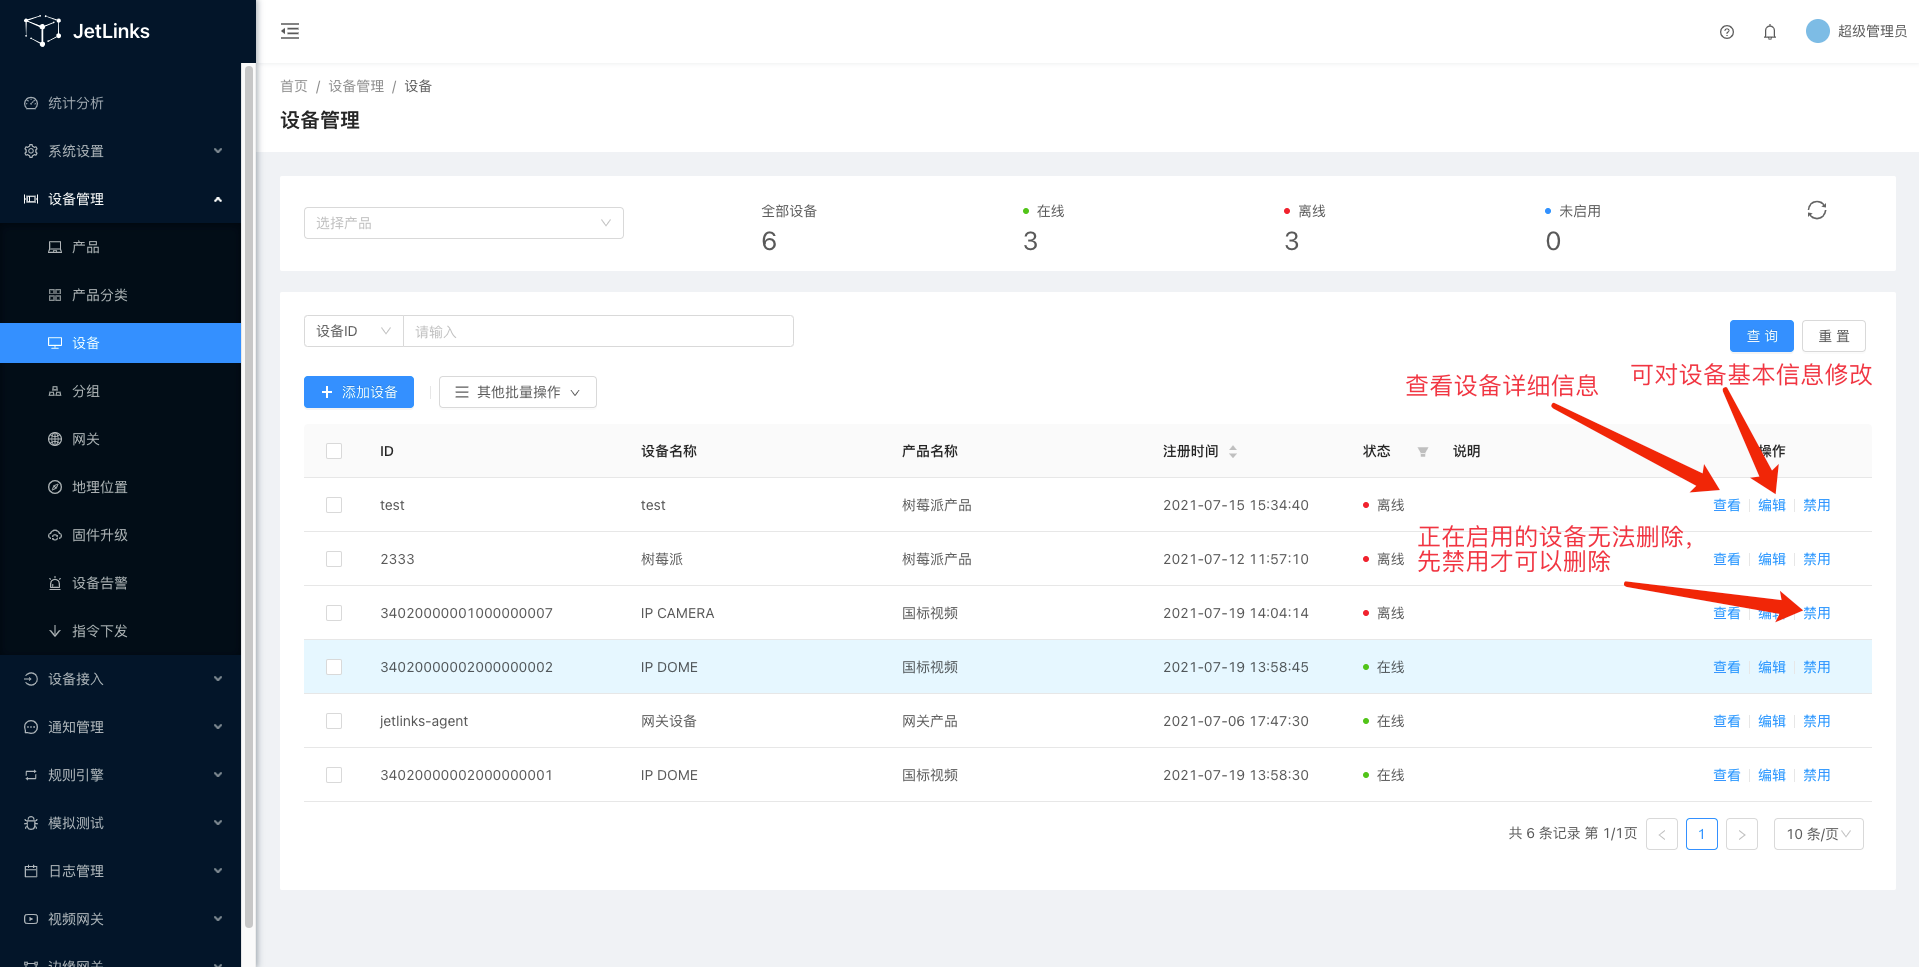 JetLinks
超级管理员
统计分析
系统设置
设备管理
产品
产品分类
设备
分组
网关
地理位置
固件升级
设备告警
指令下发
设备接入
通知管理
规则引擎
模拟测试
日志管理
视频网关
边缘网关
首页 / 设备管理 / 设备
设备管理
选择产品
全部设备
6
在线
3
离线
3
未启用
0
设备ID 请输入
查 询 重 置
添加设备 其他批量操作
查看设备详细信息
可对设备基本信息修改
ID 设备名称 产品名称 注册时间 状态 说明 操作
test test 树莓派产品 2021-07-15 15:34:40 离线 查看 编辑 禁用
正在启用的设备无法删除，
先禁用才可以删除
2333 树莓派 树莓派产品 2021-07-12 11:57:10 离线 查看 编辑 禁用
34020000001000000007 IP CAMERA 国标视频 2021-07-19 14:04:14 离线 查看 编辑 禁用
34020000002000000002 IP DOME 国标视频 2021-07-19 13:58:45 在线 查看 编辑 禁用
jetlinks-agent 网关设备 网关产品 2021-07-06 17:47:30 在线 查看 编辑 禁用
34020000002000000001 IP DOME 国标视频 2021-07-19 13:58:30 在线 查看 编辑 禁用
共 6 条记录 第 1/1页 < 1 > 10 条/页